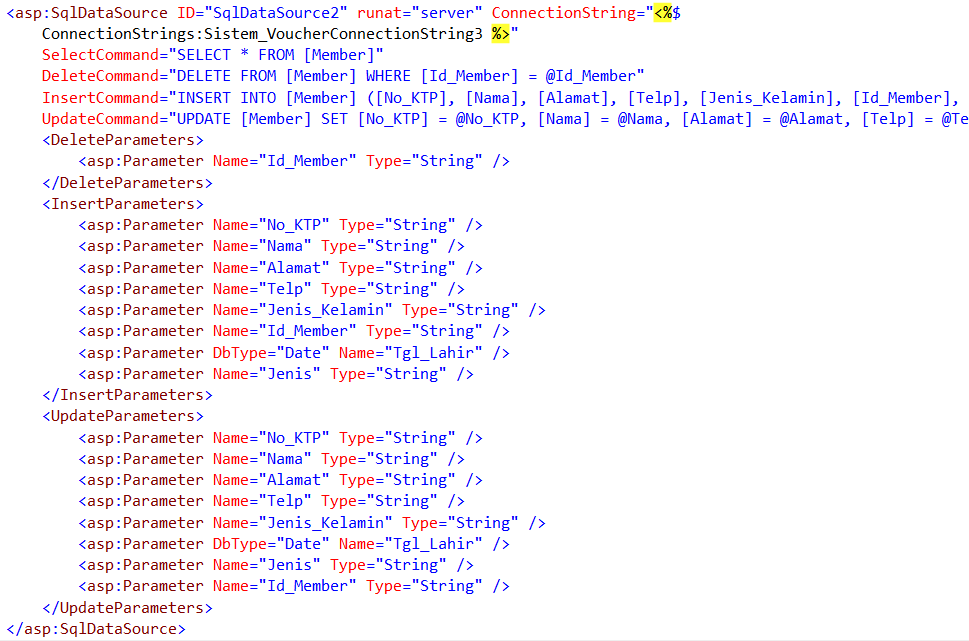 <asp:SqlDataSource ID="SqlDataSource2" runat="server" ConnectionString="<%$
ConnectionStrings:Sistem_VoucherConnectionString3 %>"
SelectCommand="SELECT * FROM [Member]"
DeleteCommand="DELETE FROM [Member] WHERE [Id_Member] = @Id_Member"
InsertCommand="INSERT INTO [Member] ([No_KTP], [Nama], [Alamat], [Telp], [Jenis_Kelamin], [Id_Member],
UpdateCommand="UPDATE [Member] SET [No_KTP] = @No_KTP, [Nama] = @Nama, [Alamat] = @Alamat, [Telp] = @Te
<DeleteParameters>
<asp:Parameter Name="Id_Member" Type="String" />
</DeleteParameters>
<InsertParameters>
<asp:Parameter Name="No_KTP" Type="String" />
<asp:Parameter Name="Nama" Type="String" />
<asp:Parameter Name="Alamat" Type="String" />
<asp:Parameter Name="Telp" Type="String" />
<asp:Parameter Name="Jenis_Kelamin" Type="String" />
<asp:Parameter Name="Id_Member" Type="String" />
<asp:Parameter DbType="Date" Name="Tgl_Lahir" />
<asp:Parameter Name="Jenis" Type="String" />
</InsertParameters>
<UpdateParameters>
<asp:Parameter Name="No_KTP" Type="String" />
<asp:Parameter Name="Nama" Type="String" />
<asp:Parameter Name="Alamat" Type="String" />
<asp:Parameter Name="Telp" Type="String" />
<asp:Parameter Name="Jenis_Kelamin" Type="String" />
<asp:Parameter DbType="Date" Name="Tgl_Lahir" />
<asp:Parameter Name="Jenis" Type="String" />
<asp:Parameter Name="Id_Member" Type="String" />
</UpdateParameters>
</asp:SqlDataSource>